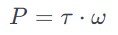 P = τ · ω